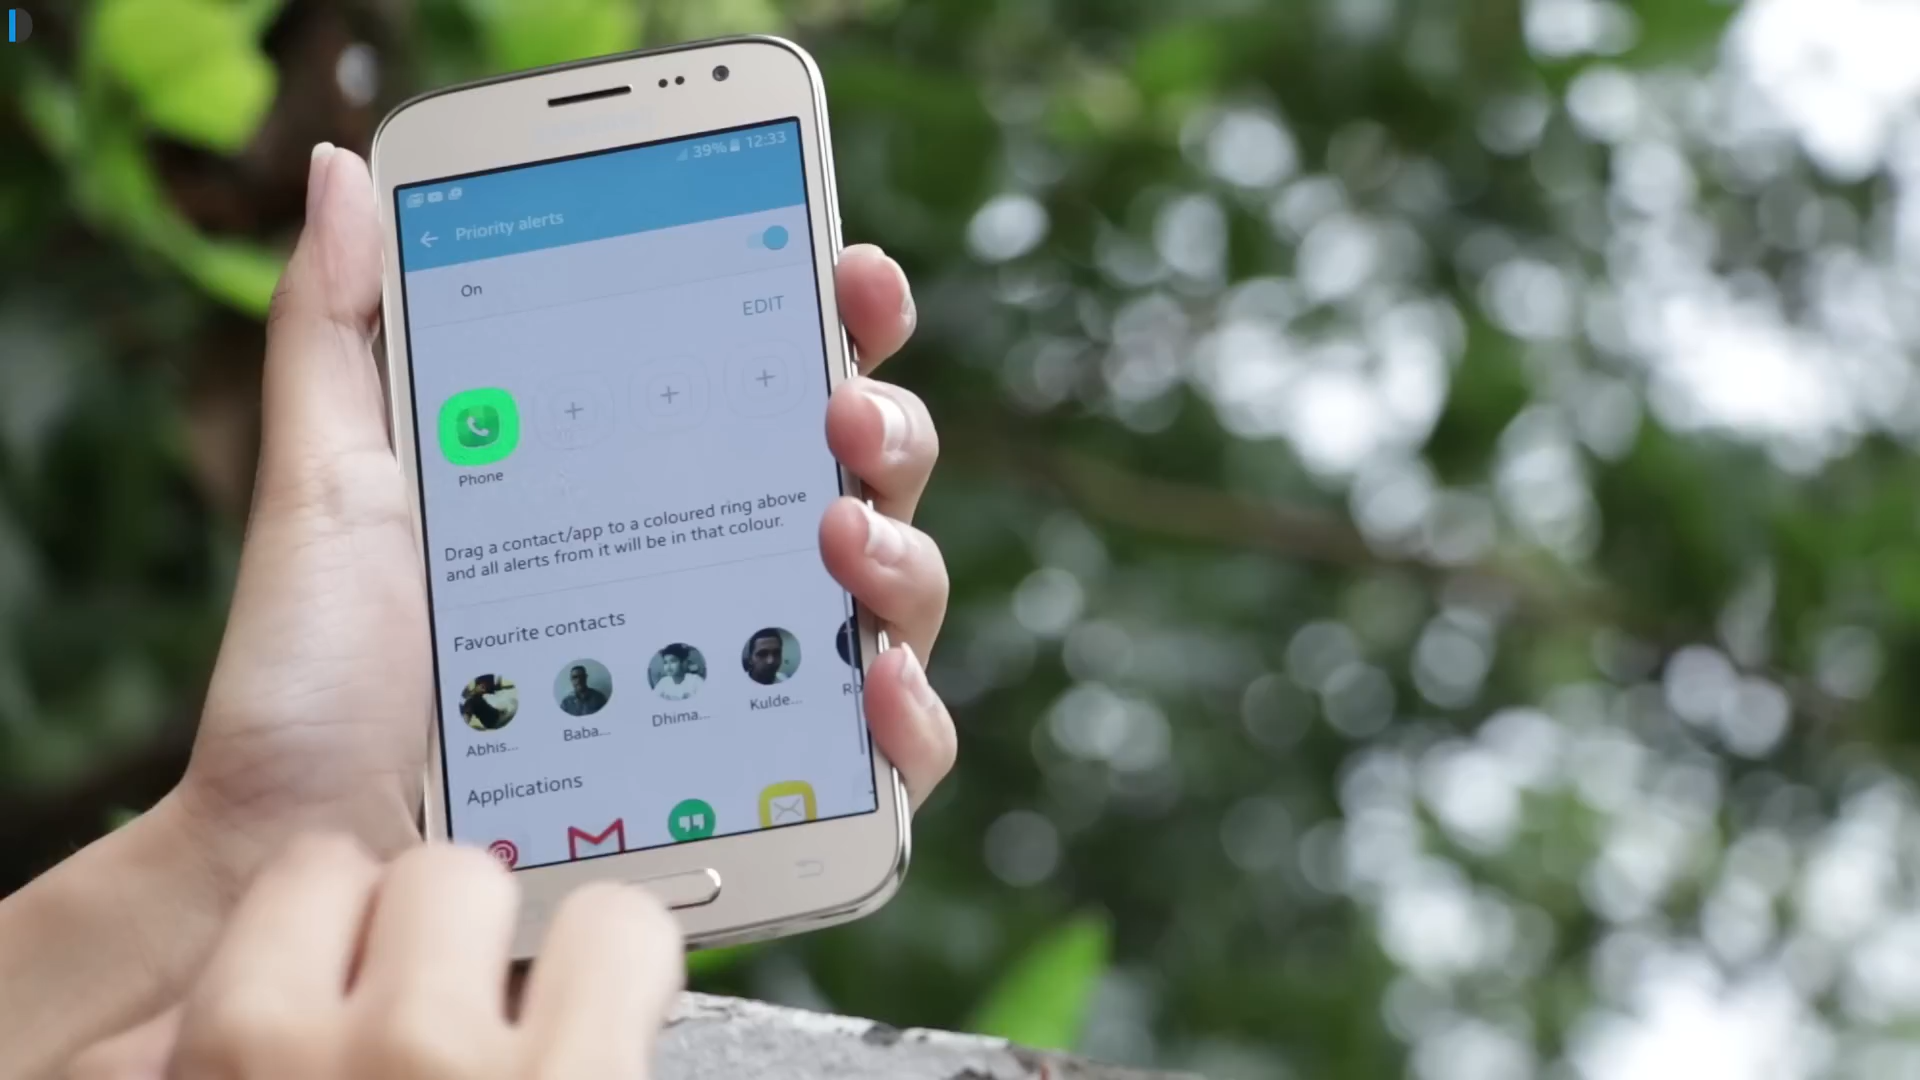 39% 12:33
Priority alerts
On
EDIT
Phone
Drag a contact/app to a coloured ring above
and all alerts from it will be in that colour.
Favourite contacts
Abhis... Baba... Dhima... Kulde...
Applications